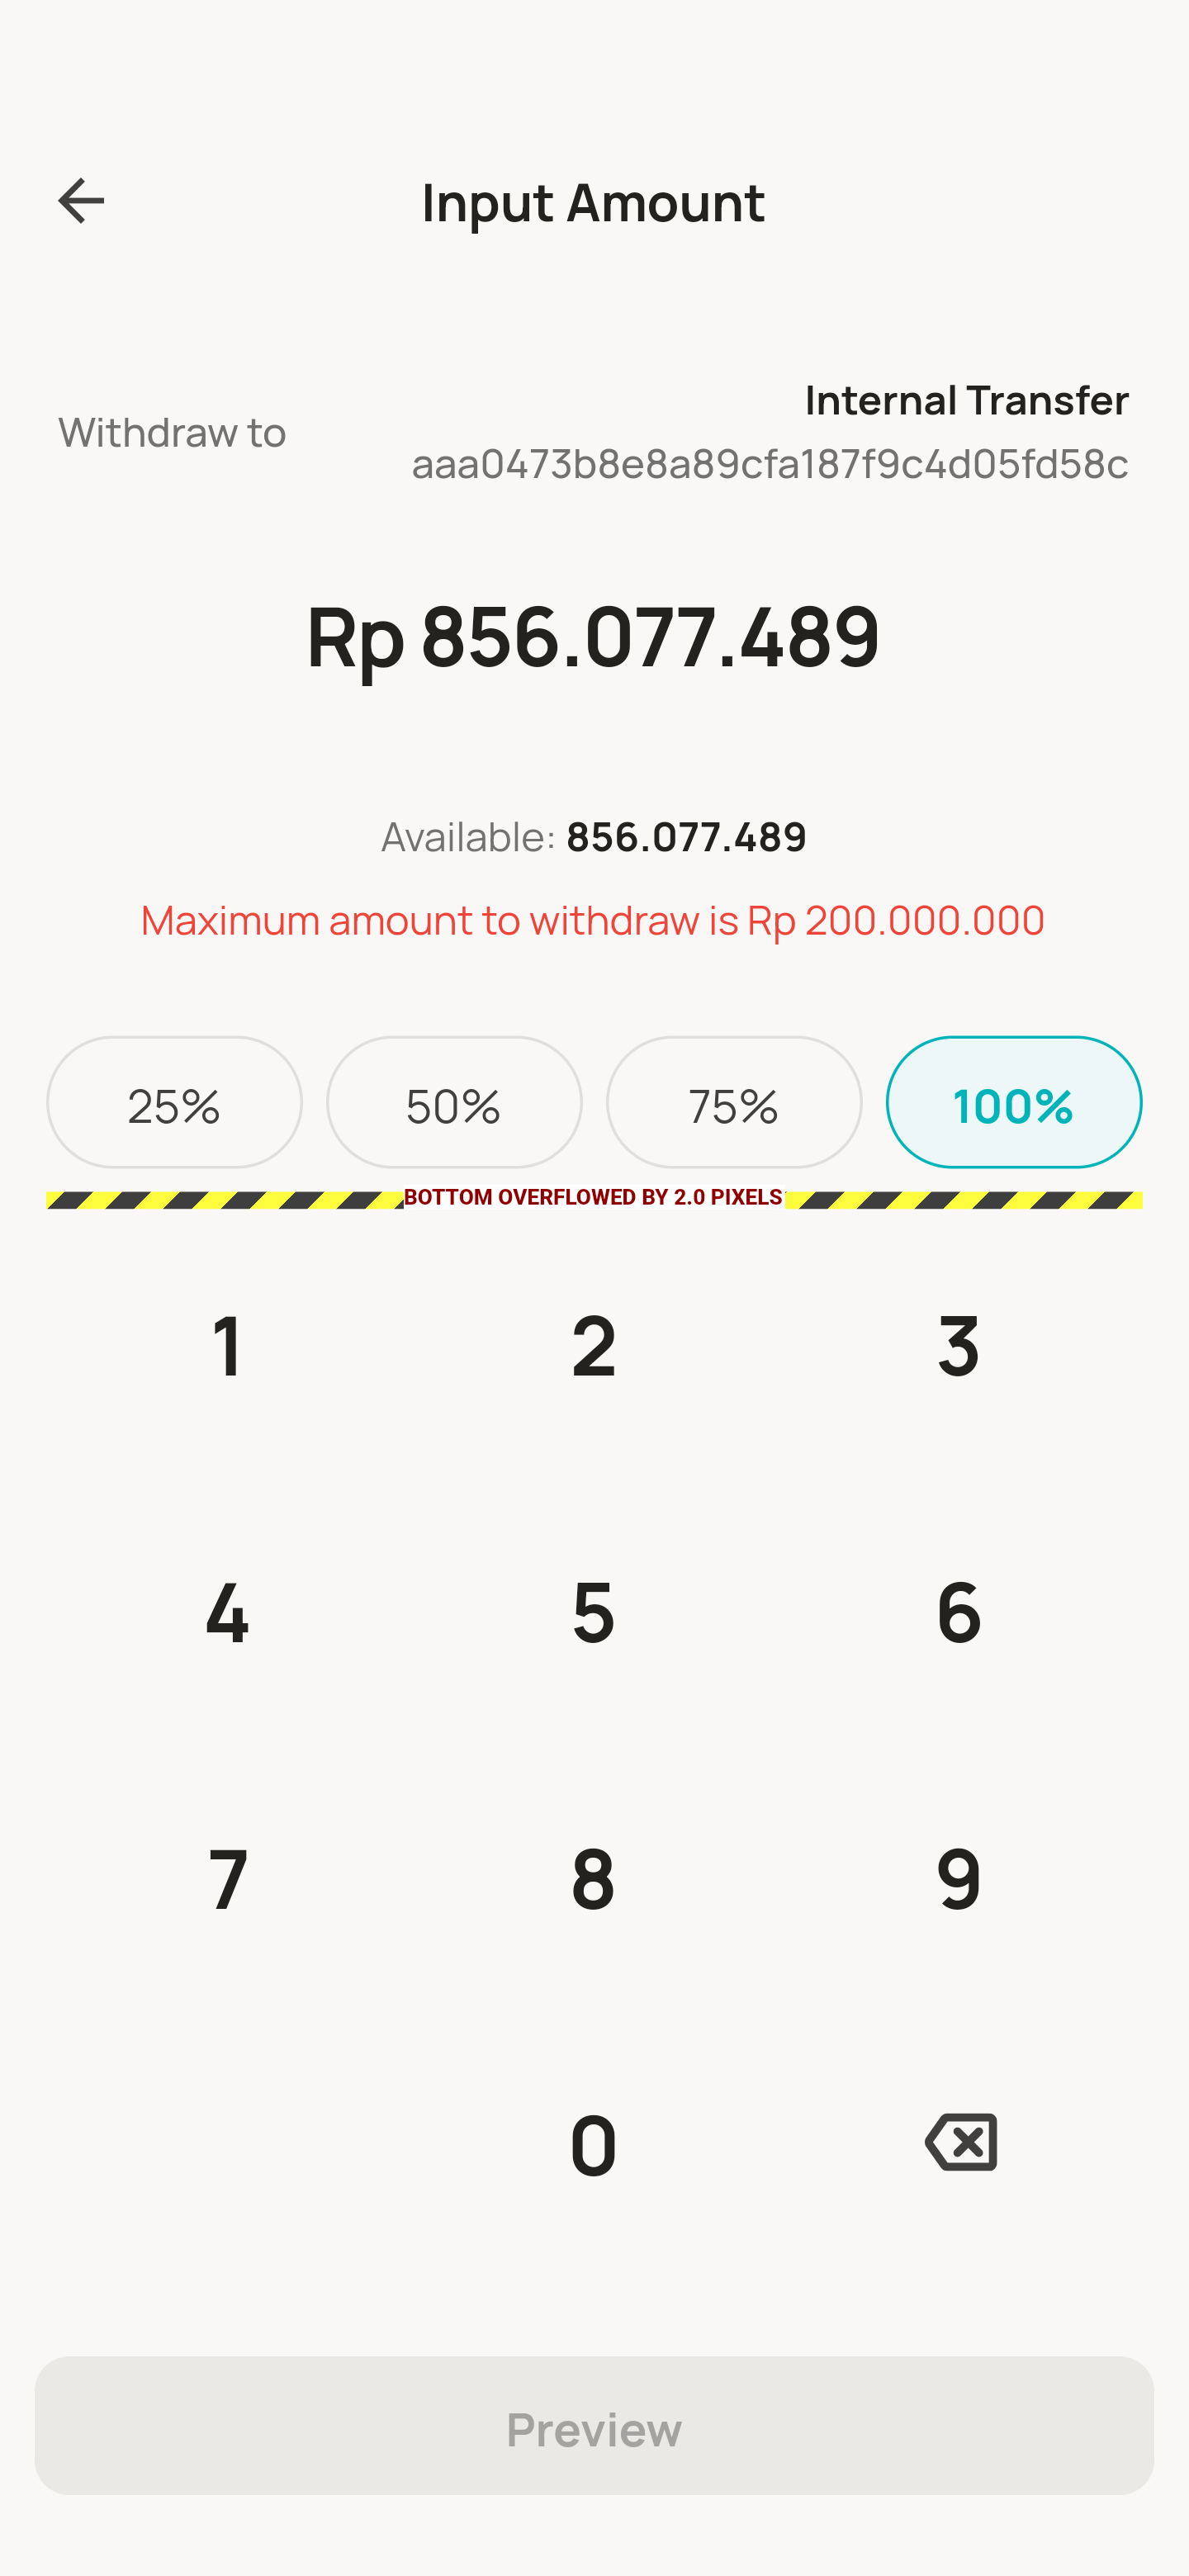 Input Amount
Withdraw to
Internal Transfer
aaa0473b8e8a89cfa187f9c4d05fd58c
Rp 856.077.489
Available: 856.077.489
Maximum amount to withdraw is Rp 200.000.000
25% 50% 75% 100%
BOTTOM OVERFLOWED BY 2.0 PIXELS
1 2 3
4 5 6
7 8 9
0
Preview